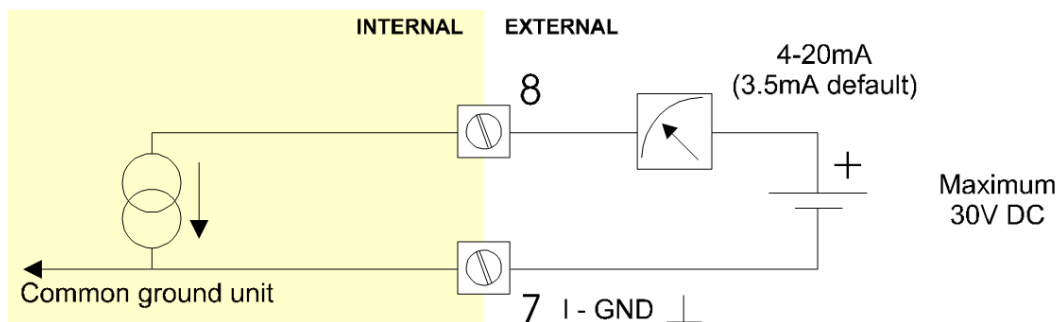 INTERNAL EXTERNAL
8
4-20mA
(3.5mA default)
+
Maximum
30V DC
Common ground unit
7 I - GND